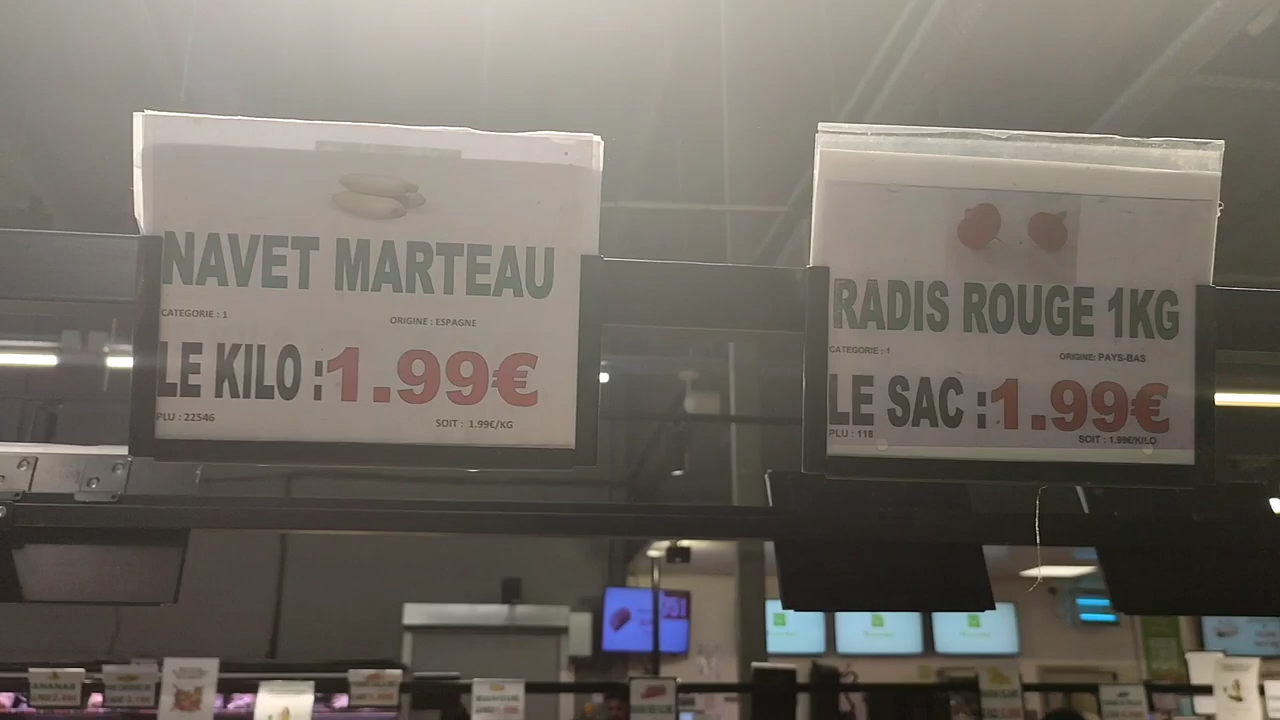 NAVET MARTEAU
CATEGORIE : 1
ORIGINE : ESPAGNE
LE KILO : 1.99€
PLU : 22546
SOIT : 1.99€/KG
RADIS ROUGE 1KG
CATEGORIE : 1
ORIGINE: PAYS-BAS
LE SAC : 1.99€
PLU : 118
SOIT : 1.99€/KILO
ANANAS